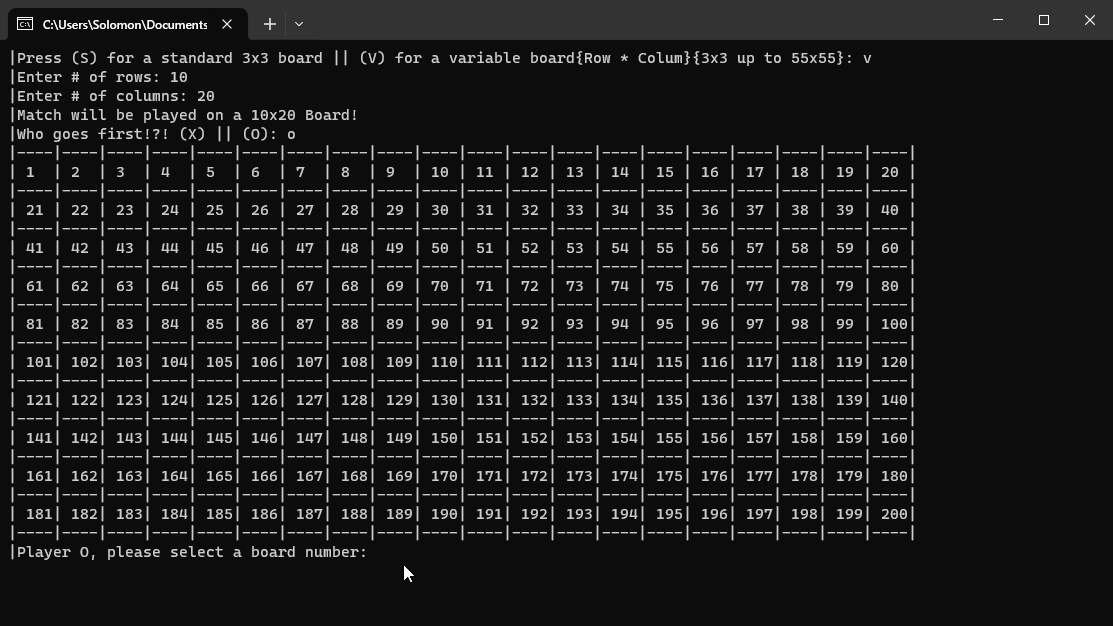 C:\Users\Solomon\Documents
|Press (S) for a standard 3x3 board || (V) for a variable board{Row * Colum}{3x3 up to 55x55}: v
|Enter # of rows: 10
|Enter # of columns: 20
|Match will be played on a 10x20 Board!
|Who goes first!?! (X) || (O): o
|----|----|----|----|----|----|----|----|----|----|----|----|----|----|----|----|----|----|----|----|
| 1  | 2  | 3  | 4  | 5  | 6  | 7  | 8  | 9  | 10 | 11 | 12 | 13 | 14 | 15 | 16 | 17 | 18 | 19 | 20 |
|----|----|----|----|----|----|----|----|----|----|----|----|----|----|----|----|----|----|----|----|
| 21 | 22 | 23 | 24 | 25 | 26 | 27 | 28 | 29 | 30 | 31 | 32 | 33 | 34 | 35 | 36 | 37 | 38 | 39 | 40 |
|----|----|----|----|----|----|----|----|----|----|----|----|----|----|----|----|----|----|----|----|
| 41 | 42 | 43 | 44 | 45 | 46 | 47 | 48 | 49 | 50 | 51 | 52 | 53 | 54 | 55 | 56 | 57 | 58 | 59 | 60 |
|----|----|----|----|----|----|----|----|----|----|----|----|----|----|----|----|----|----|----|----|
| 61 | 62 | 63 | 64 | 65 | 66 | 67 | 68 | 69 | 70 | 71 | 72 | 73 | 74 | 75 | 76 | 77 | 78 | 79 | 80 |
|----|----|----|----|----|----|----|----|----|----|----|----|----|----|----|----|----|----|----|----|
| 81 | 82 | 83 | 84 | 85 | 86 | 87 | 88 | 89 | 90 | 91 | 92 | 93 | 94 | 95 | 96 | 97 | 98 | 99 | 100|
|----|----|----|----|----|----|----|----|----|----|----|----|----|----|----|----|----|----|----|----|
| 101| 102| 103| 104| 105| 106| 107| 108| 109| 110| 111| 112| 113| 114| 115| 116| 117| 118| 119| 120|
|----|----|----|----|----|----|----|----|----|----|----|----|----|----|----|----|----|----|----|----|
| 121| 122| 123| 124| 125| 126| 127| 128| 129| 130| 131| 132| 133| 134| 135| 136| 137| 138| 139| 140|
|----|----|----|----|----|----|----|----|----|----|----|----|----|----|----|----|----|----|----|----|
| 141| 142| 143| 144| 145| 146| 147| 148| 149| 150| 151| 152| 153| 154| 155| 156| 157| 158| 159| 160|
|----|----|----|----|----|----|----|----|----|----|----|----|----|----|----|----|----|----|----|----|
| 161| 162| 163| 164| 165| 166| 167| 168| 169| 170| 171| 172| 173| 174| 175| 176| 177| 178| 179| 180|
|----|----|----|----|----|----|----|----|----|----|----|----|----|----|----|----|----|----|----|----|
| 181| 182| 183| 184| 185| 186| 187| 188| 189| 190| 191| 192| 193| 194| 195| 196| 197| 198| 199| 200|
|----|----|----|----|----|----|----|----|----|----|----|----|----|----|----|----|----|----|----|----|
|Player O, please select a board number: